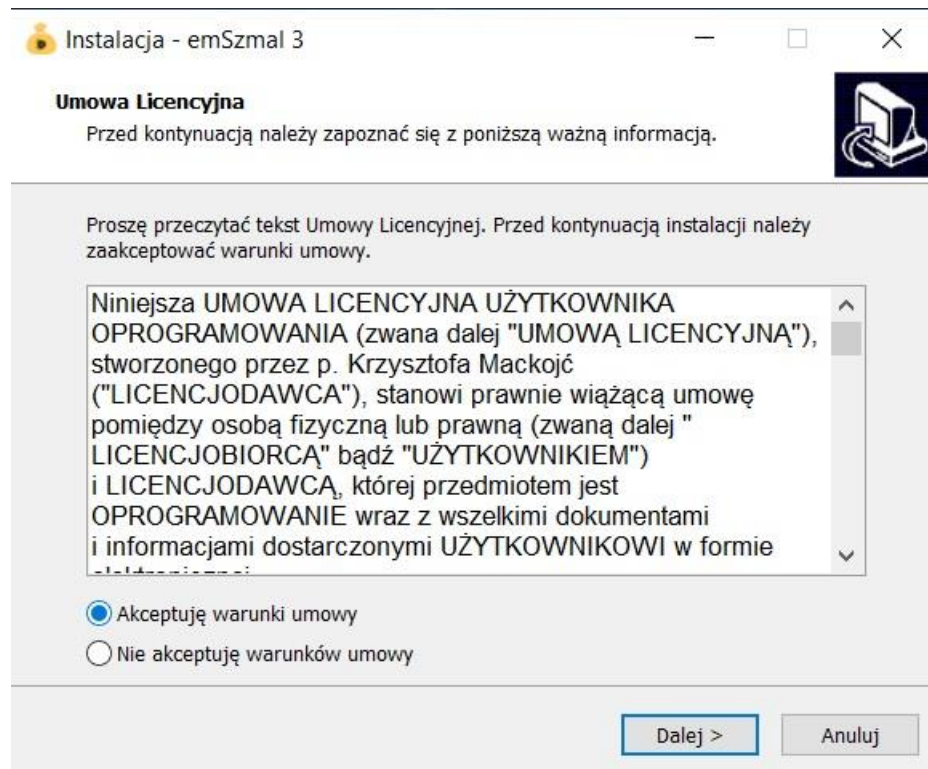 Instalacja - emSzmal 3
Umowa Licencyjna
Przed kontynuacją należy zapoznać się z poniższą ważną informacją.
Proszę przeczytać tekst Umowy Licencyjnej. Przed kontynuacją instalacji należy
zaakceptować warunki umowy.
Niniejsza UMOWA LICENCYJNA UŻYTKOWNIKA
OPROGRAMOWANIA (zwana dalej "UMOWĄ LICENCYJNĄ"),
stworzonego przez p. Krzysztofa Mackojć
("LICENCJODAWCA"), stanowi prawnie wiążącą umowę
pomiędzy osobą fizyczną lub prawną (zwaną dalej "
LICENCJOBIORCĄ" bądź "UŻYTKOWNIKIEM")
i LICENCJODAWCĄ, której przedmiotem jest
OPROGRAMOWANIE wraz z wszelkimi dokumentami
i informacjami dostarczonymi UŻYTKOWNIKOWI w formie
Akceptuję warunki umowy
Nie akceptuję warunków umowy
Dalej >
Anuluj